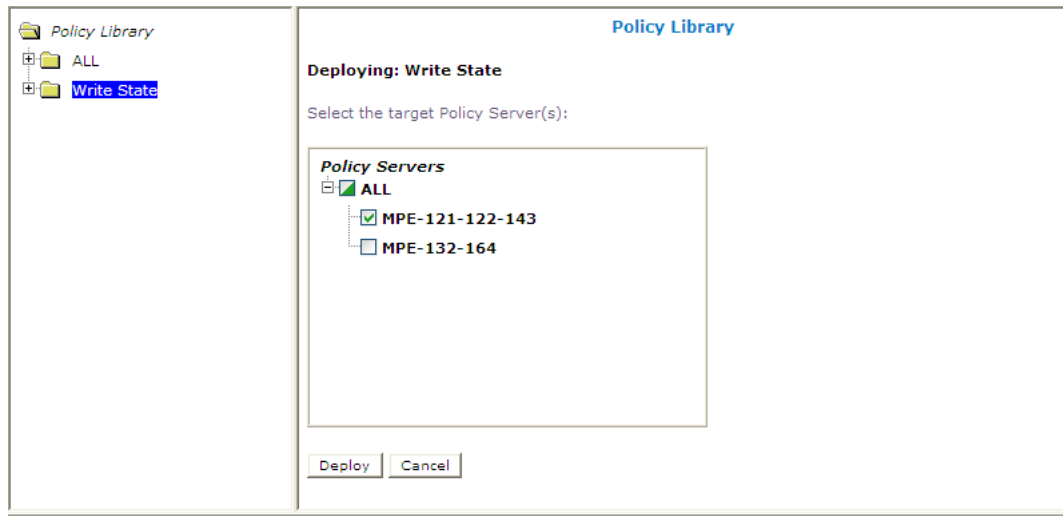 Policy Library
ALL
Write State
Policy Library
Deploying: Write State
Select the target Policy Server(s):
Policy Servers
ALL
MPE-121-122-143
MPE-132-164
Deploy
Cancel